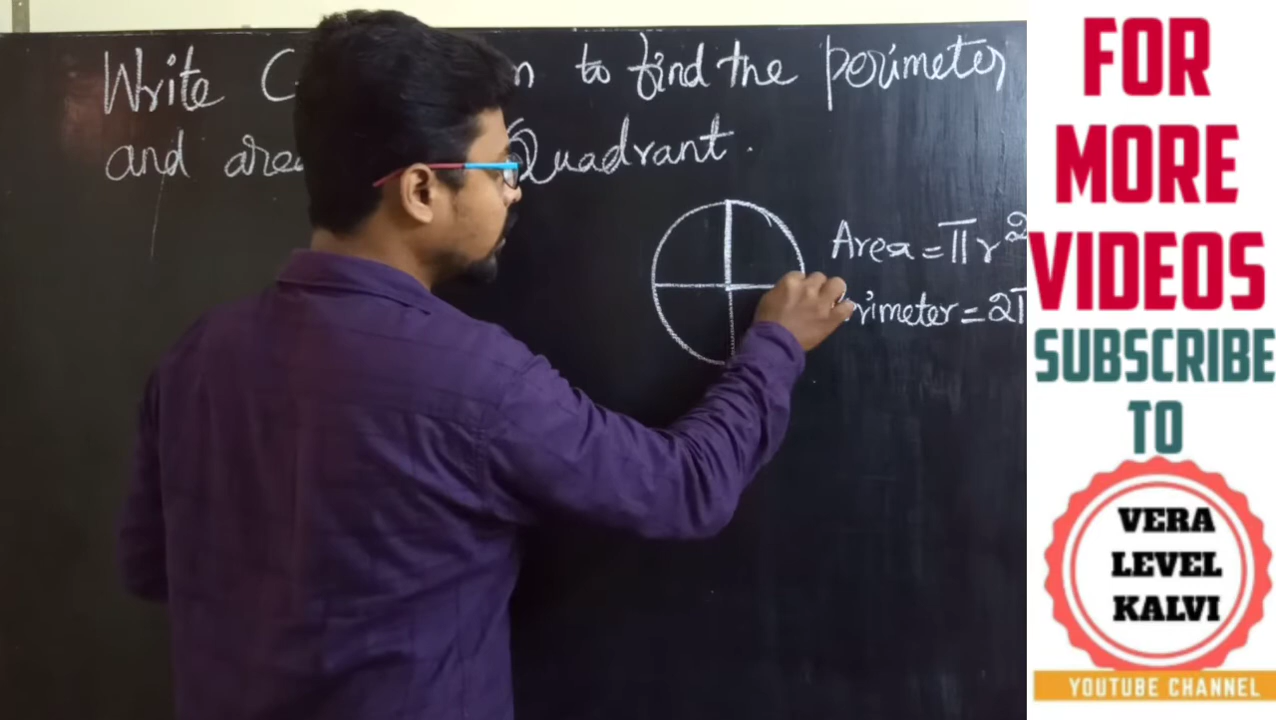 Write to find the perimeter
and Quadrant.
Area = πr²
= 2π
FOR
MORE
VIDEOS
SUBSCRIBE
TO
VERA
LEVEL
KALVI
YOUTUBE CHANNEL